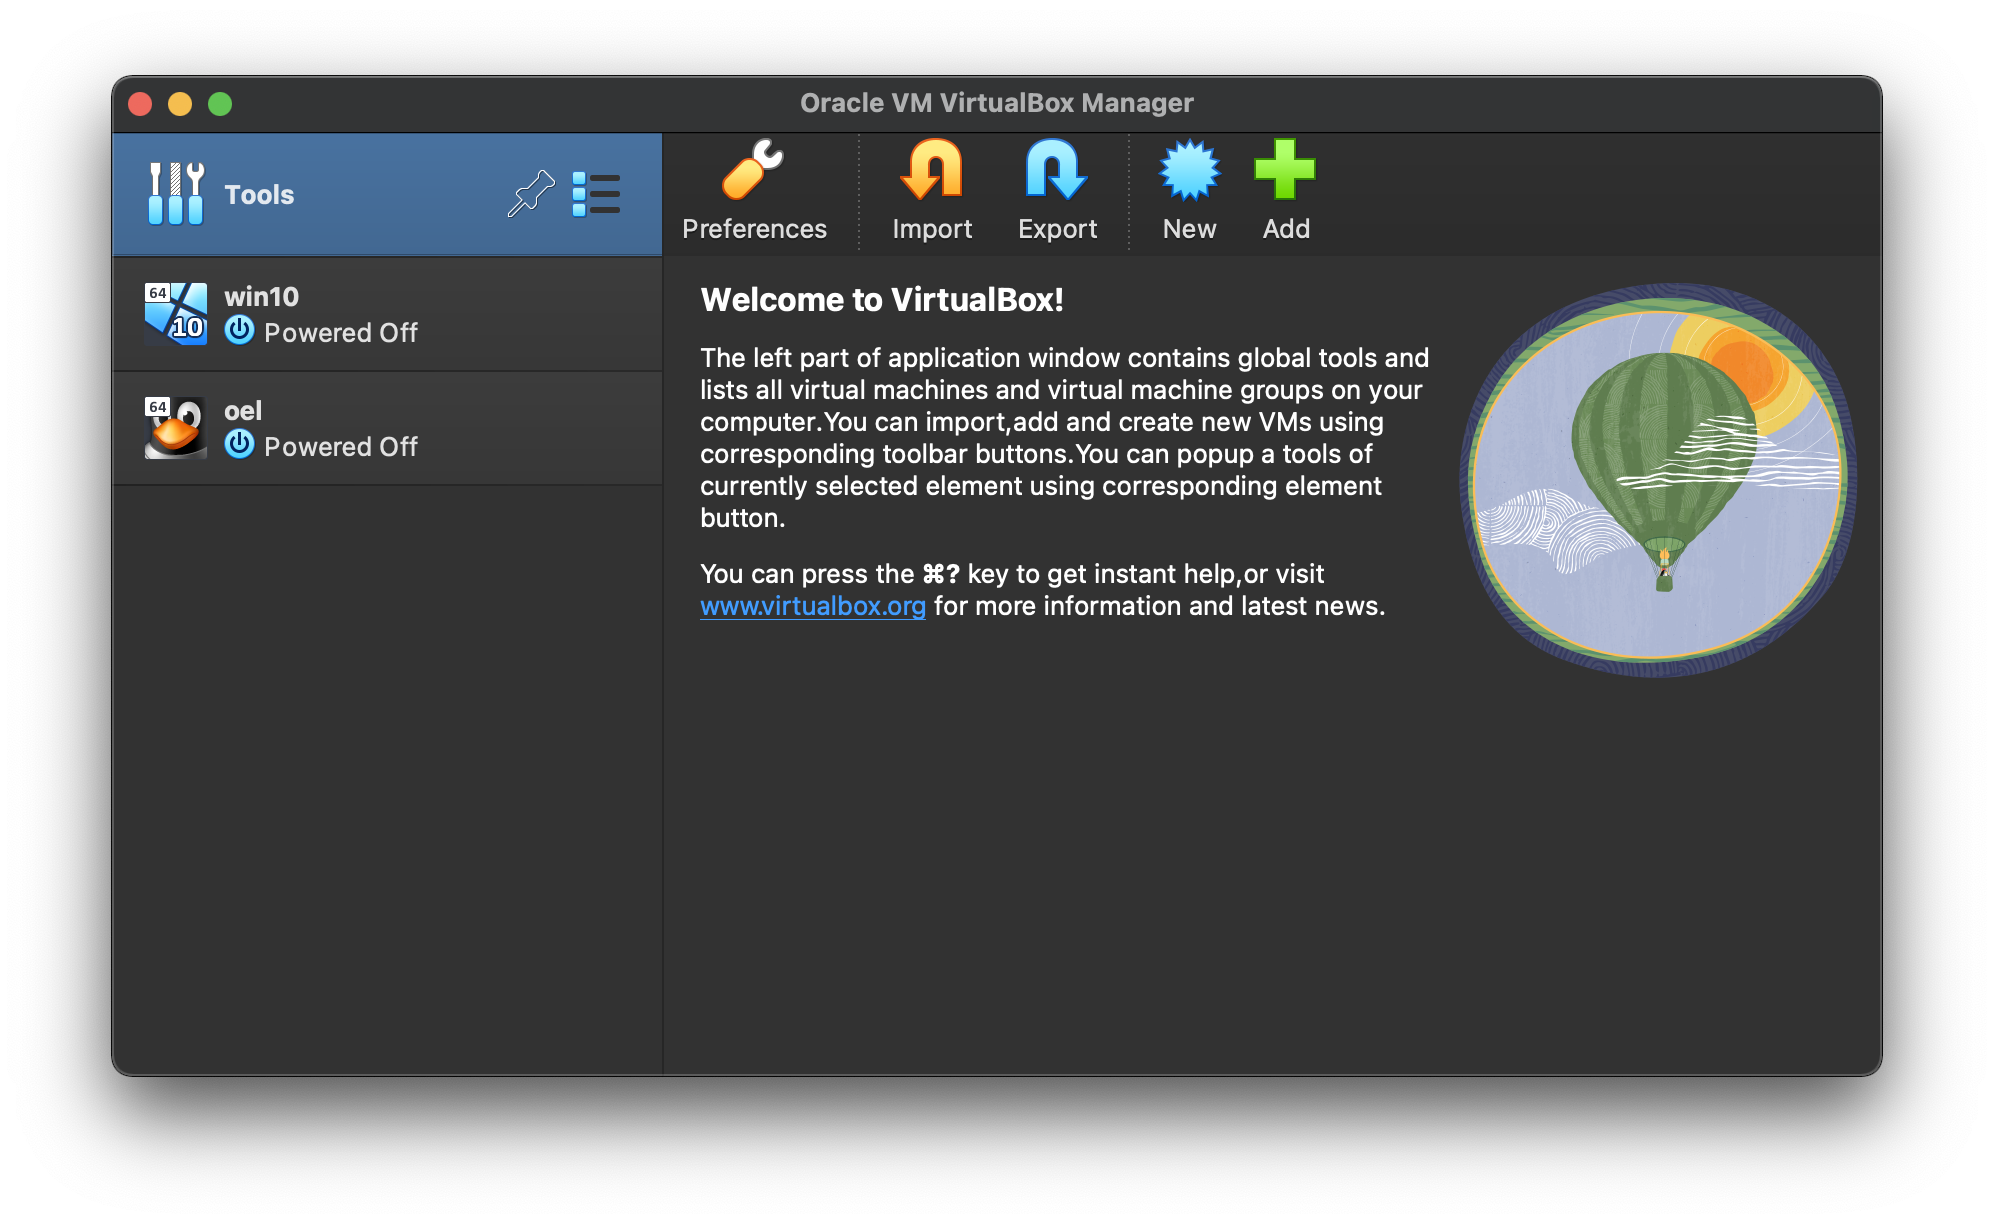 Oracle VM VirtualBox Manager
Tools
Preferences
Import
Export
New
Add
64
10
win10
Powered Off
64
oel
Powered Off
Welcome to VirtualBox!
The left part of application window contains global tools and
lists all virtual machines and virtual machine groups on your
computer.You can import,add and create new VMs using
corresponding toolbar buttons.You can popup a tools of
currently selected element using corresponding element
button.
You can press the ⌘? key to get instant help,or visit
www.virtualbox.org for more information and latest news.